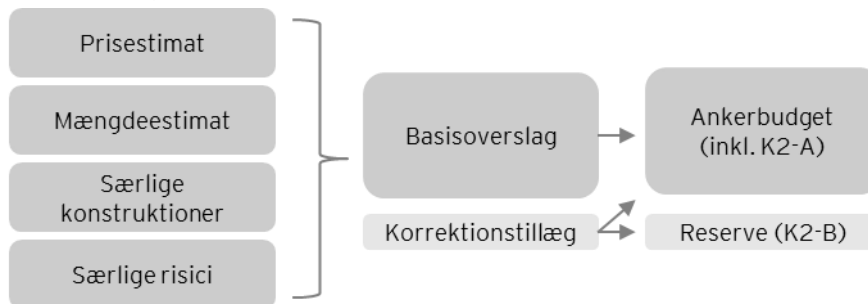 Prisestimat
Mængdeestimat
Særlige
konstruktioner
Særlige risici
Basisoverslag
Korrektionstillæg
Ankerbudget
(inkl. K2-A)
Reserve (K2-B)